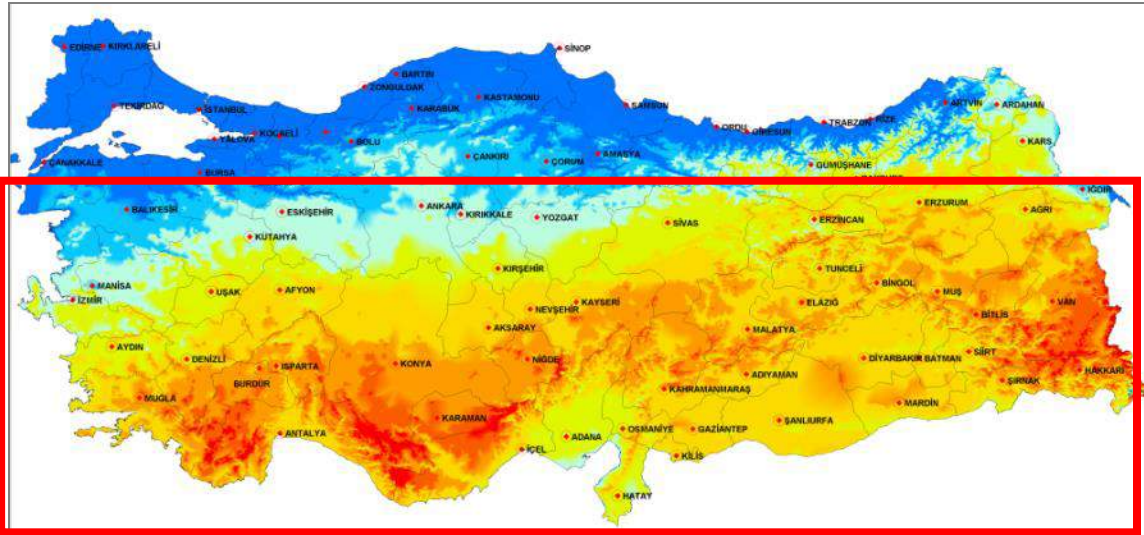 EDİRNE
KIRKLARELİ
SİNOP
BARTIN
ZONGULDAK
KASTAMONU
TEKİRDAĞ
İSTANBUL
KARABÜK
SAMSUN
ARTVİN
ARDAHAN
ORDU
GİRESUN
TRABZON
RİZE
YALOVA
KOCAELİ
BOLU
KARS
ÇANAKKALE
ÇANKIRI
ÇORUM
AMASYA
GÜMÜŞHANE
BURSA
IĞDIR
BALIKESİR
ESKİŞEHİR
ANKARA
KIRIKKALE
YOZGAT
SİVAS
ERZİNCAN
ERZURUM
AĞRI
KÜTAHYA
KIRŞEHİR
TUNCELİ
MANİSA
İZMİR
UŞAK
AFYON
NEVŞEHİR
KAYSERİ
ELAZIĞ
BİNGÖL
MUŞ
VAN
BİTLİS
AKSARAY
MALATYA
AYDIN
DENİZLİ
ISPARTA
BURDUR
KONYA
NİĞDE
DİYARBAKIR
BATMAN
SİİRT
HAKKARİ
ADIYAMAN
ŞIRNAK
MUĞLA
KAHRAMANMARAŞ
MARDİN
KARAMAN
ANTALYA
İÇEL
ADANA
OSMANİYE
GAZİANTEP
ŞANLIURFA
KİLİS
HATAY